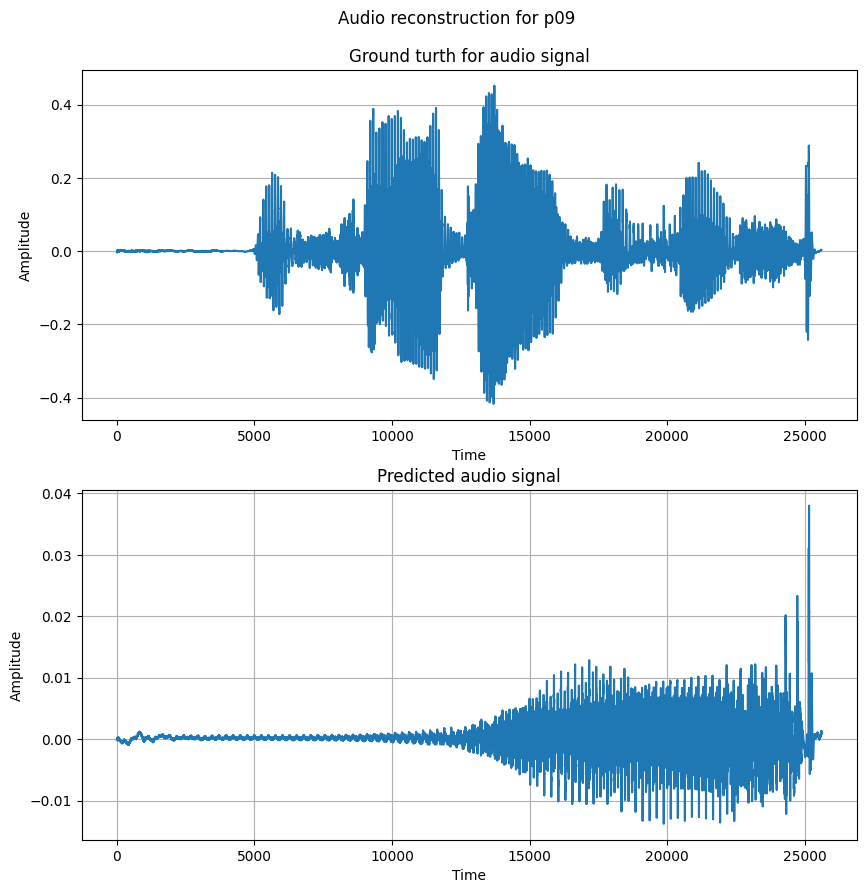 Audio reconstruction for p09
Ground turth for audio signal
0.4
0.2
0.0
−0.2
−0.4
Amplitude
0 5000 10000 15000 20000 25000
Time
Predicted audio signal
0.04
0.03
0.02
0.01
0.00
−0.01
Amplitude
0 5000 10000 15000 20000 25000
Time